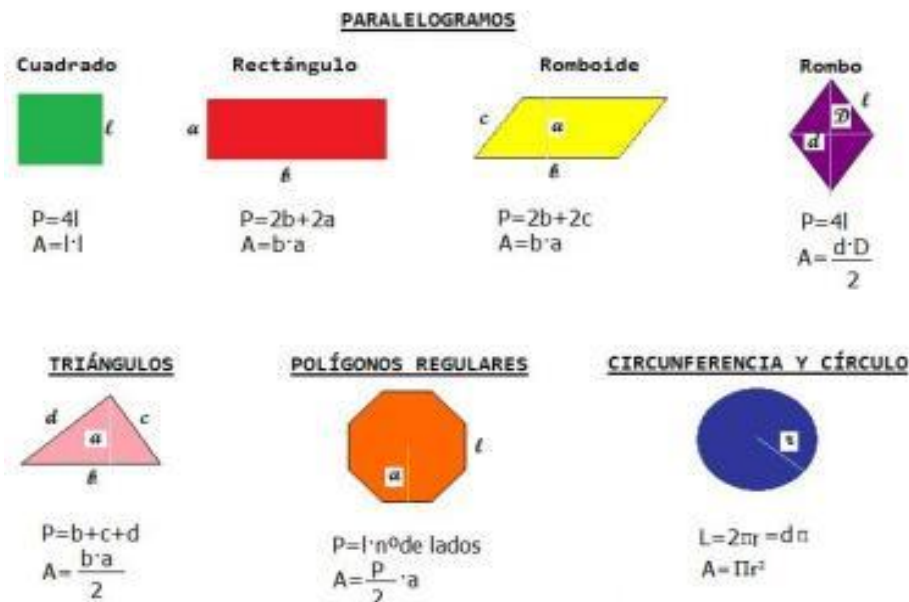 PARALELOGRAMOS
Cuadrado Rectángulo Romboide Rombo
l a b c a b l D d
P=4l P=2b+2a P=2b+2c P=4l
A=l·l A=b·a A=b·a A=d·D/2
TRIÁNGULOS POLÍGONOS REGULARES CIRCUNFERENCIA Y CÍRCULO
d c a b l a r
P=b+c+d P=l·nºde lados L=2πr=dπ
A=b·a/2 A=P/2·a A=Πr²